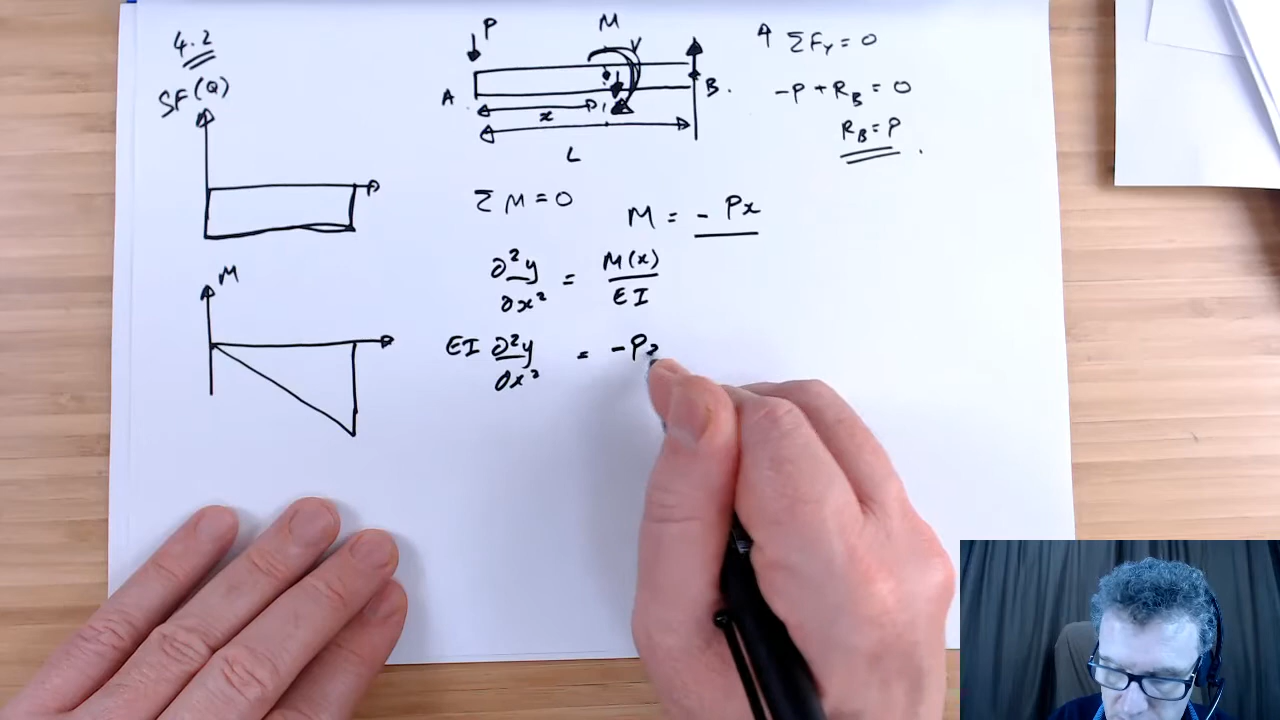 4.2
SF(Q)
P
M
V
A
B.
x
L
↑ ΣFy = 0
-P + RB = 0
RB = P
ΣM = 0
M = - Px
∂²y/∂x² = M(x)/EI
M
EI ∂²y/∂x² = -Px